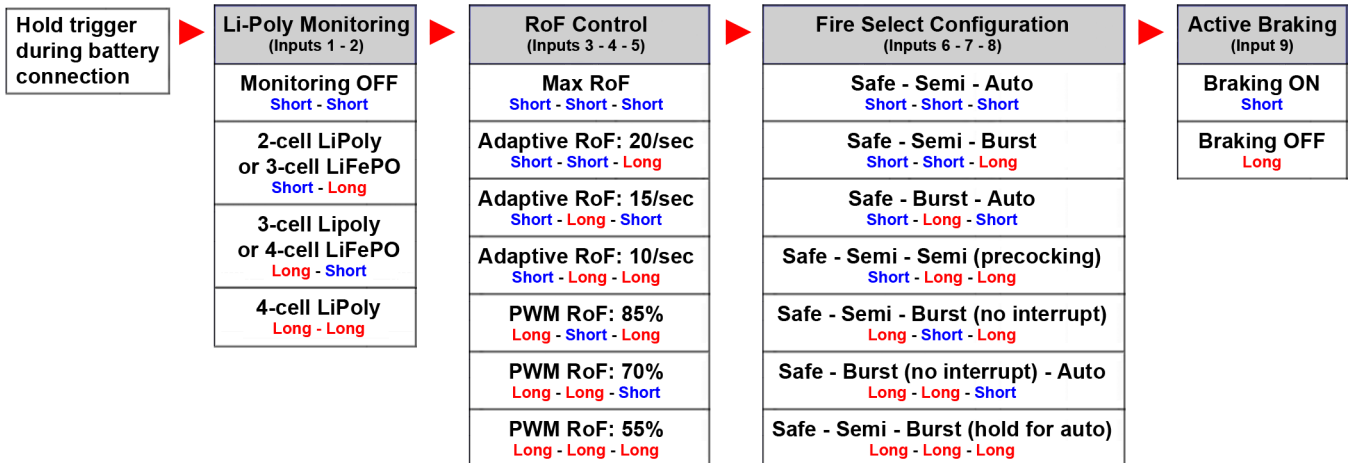 Hold trigger
during battery
connection
Li-Poly Monitoring
(Inputs 1 - 2)
Monitoring OFF
Short - Short
2-cell LiPoly
or 3-cell LiFePO
Short - Long
3-cell Lipoly
or 4-cell LiFePO
Long - Short
4-cell LiPoly
Long - Long
RoF Control
(Inputs 3 - 4 - 5)
Max RoF
Short - Short - Short
Adaptive RoF: 20/sec
Short - Short - Long
Adaptive RoF: 15/sec
Short - Long - Short
Adaptive RoF: 10/sec
Short - Long - Long
PWM RoF: 85%
Long - Short - Long
PWM RoF: 70%
Long - Long - Short
PWM RoF: 55%
Long - Long - Long
Fire Select Configuration
(Inputs 6 - 7 - 8)
Safe - Semi - Auto
Short - Short - Short
Safe - Semi - Burst
Short - Short - Long
Safe - Burst - Auto
Short - Long - Short
Safe - Semi - Semi (precocking)
Short - Long - Long
Safe - Semi - Burst (no interrupt)
Long - Short - Long
Safe - Burst (no interrupt) - Auto
Long - Long - Short
Safe - Semi - Burst (hold for auto)
Long - Long - Long
Active Braking
(Input 9)
Braking ON
Short
Braking OFF
Long